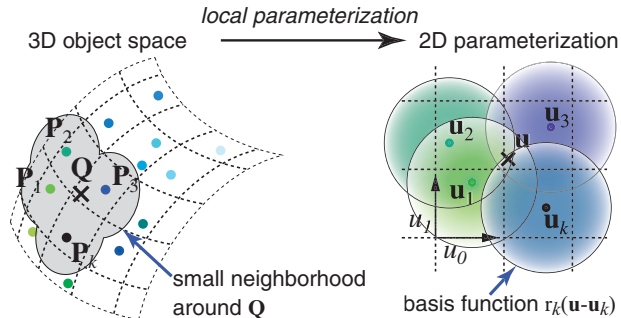 local parameterization
3D object space
2D parameterization
P2
P1
Q
P3
Pk
small neighborhood
around Q
u2
u3
u
u1
uk
u1
u0
basis function rk(u-uk)